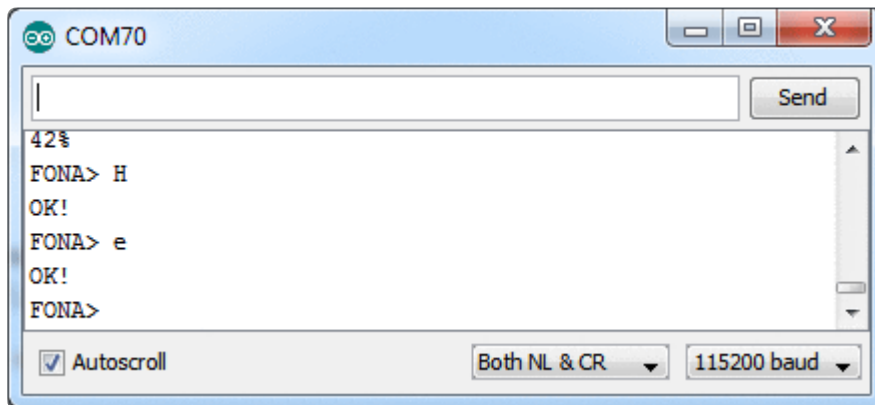 COM70
Send
42%
FONA> H
OK!
FONA> e
OK!
FONA>
Autoscroll
Both NL & CR
115200 baud